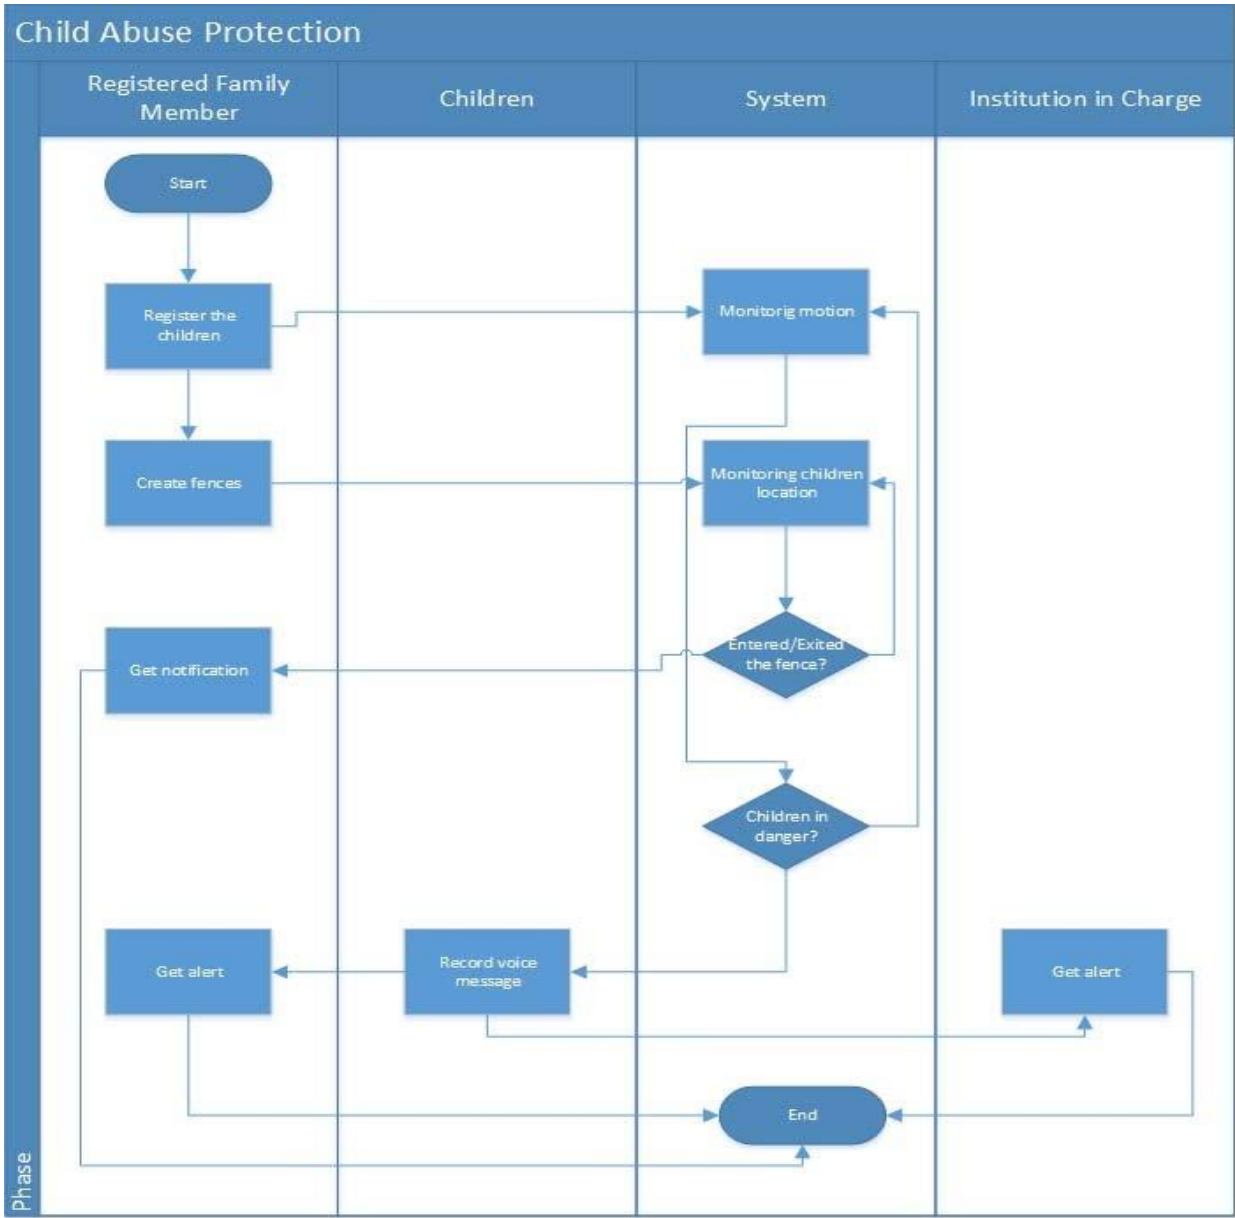 Child Abuse Protection
Registered Family
Member
Children
System
Institution in Charge
Start
Register the
children
Monitorig motion
Create fences
Monitoring children
location
Get notification
Entered/Exited
the fence?
Children in
danger?
Get alert
Record voice
message
Get alert
End
Phase